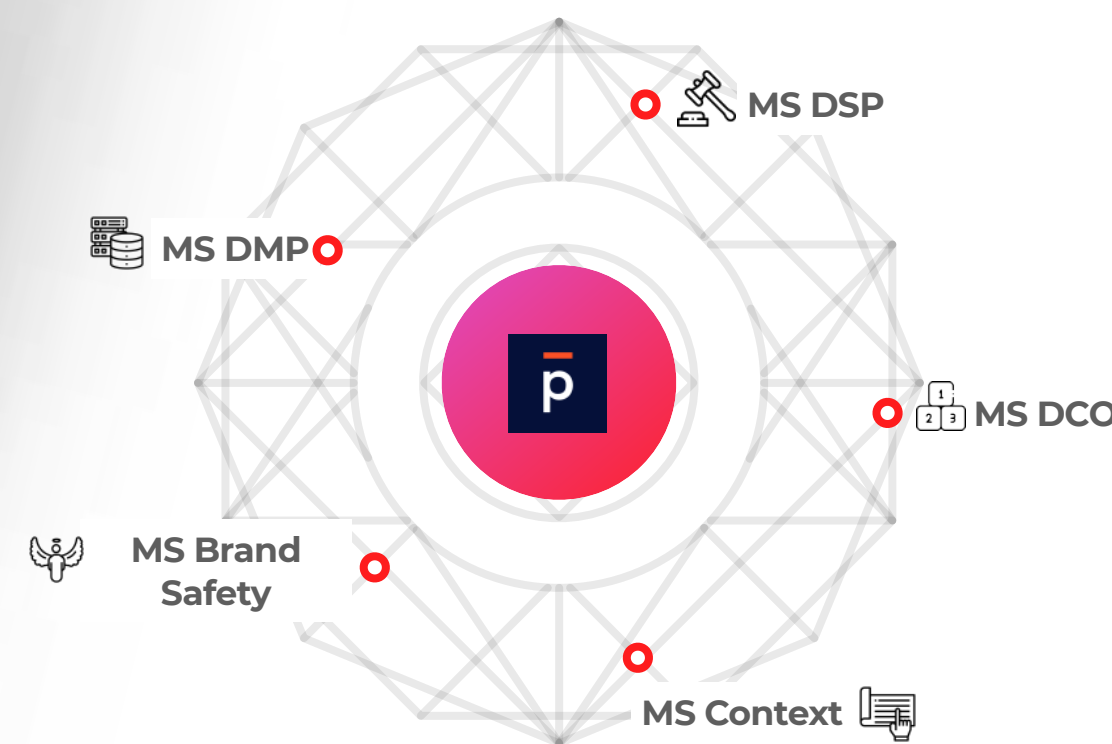 MS DSP
MS DMP
p
1
2 3
MS DCO
MS Brand
Safety
MS Context